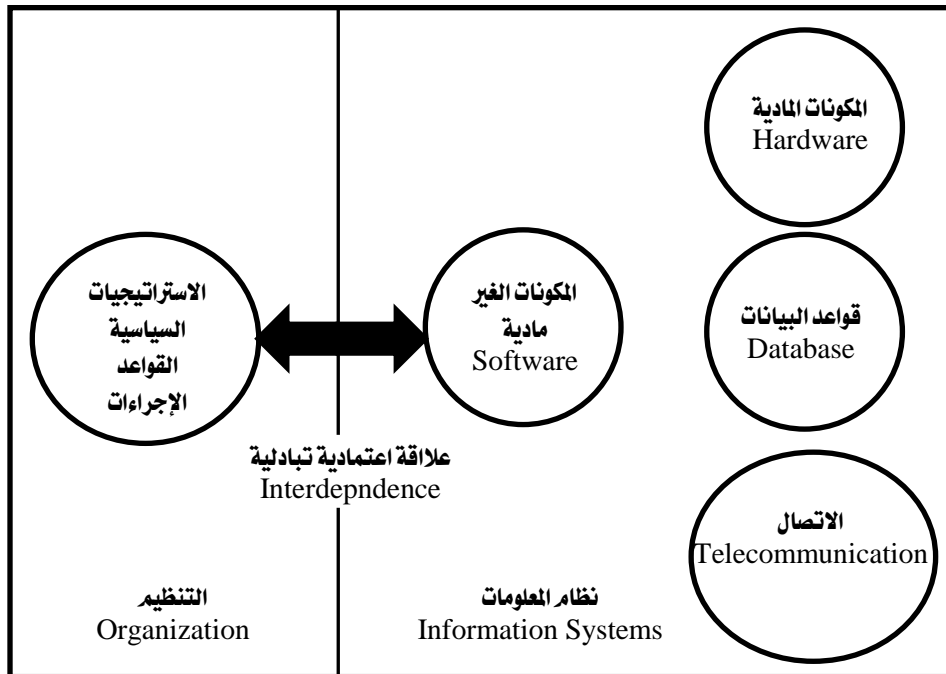 المكونات المادية
Hardware
الاستراتيجيات
السياسية
القواعد
الإجراءات
المكونات الغير
مادية
Software
قواعد البيانات
Database
علااقة اعتمادية تبادلية
Interdepndence
الاتصال
Telecommunication
التنظيم
Organization
نظام المعلومات
Information Systems